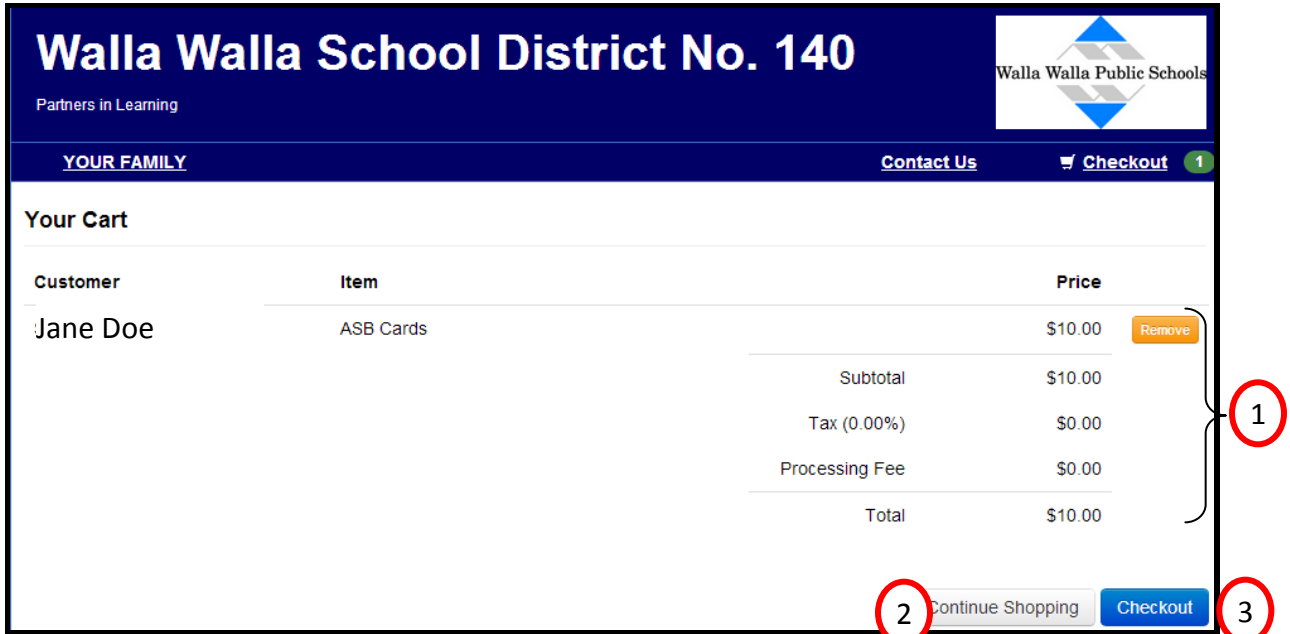 Walla Walla School District No. 140
Partners in Learning
Walla Walla Public Schools
YOUR FAMILY Contact Us Checkout 1
Your Cart
Customer Item Price
Jane Doe ASB Cards $10.00 Remove
Subtotal $10.00
1
Tax (0.00%) $0.00
Processing Fee $0.00
Total $10.00
2 Continue Shopping Checkout 3